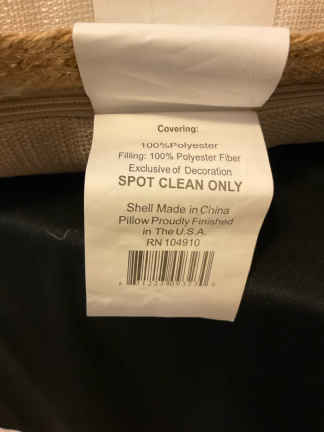 Covering:
100%Polyester
Filling: 100% Polyester Fiber
Exclusive of Decoration
SPOT CLEAN ONLY
Shell Made in China
Pillow Proudly Finished
in The U.S.A.
RN 104910